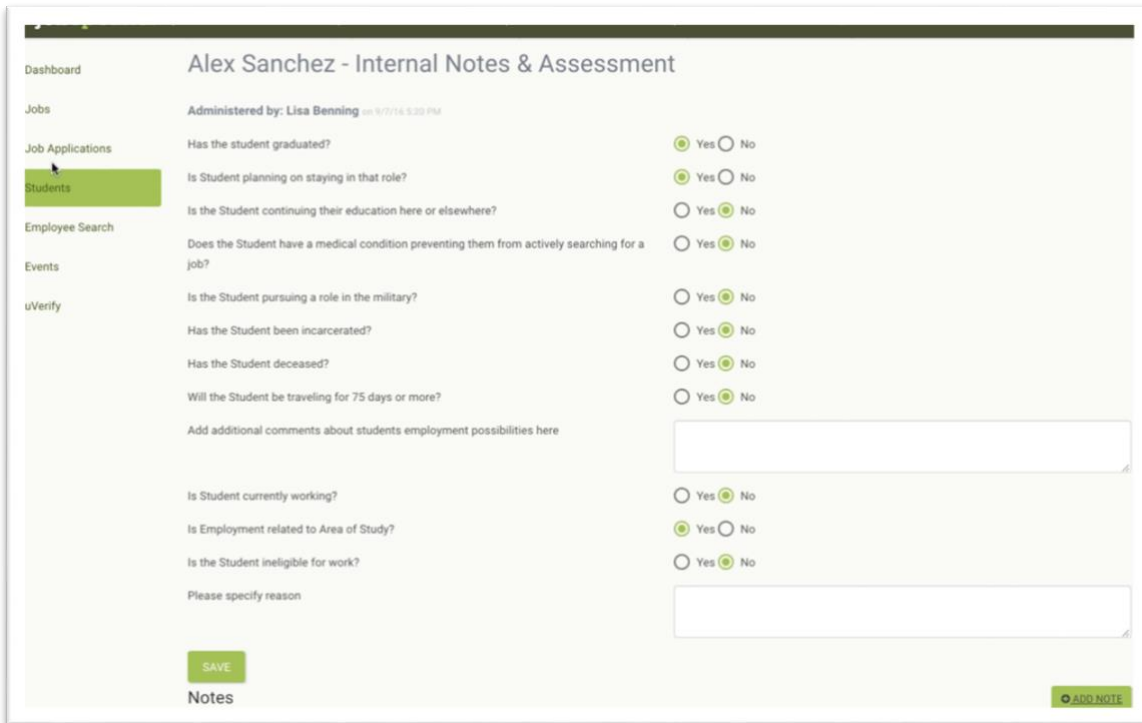 Dashboard
Jobs
Job Applications
Students
Employee Search
Events
uVerify
Alex Sanchez - Internal Notes & Assessment
Administered by: Lisa Benning on 9/7/16 5:20 PM
Has the student graduated? Yes No
Is Student planning on staying in that role? Yes No
Is the Student continuing their education here or elsewhere? Yes No
Does the Student have a medical condition preventing them from actively searching for a Yes No
job?
Is the Student pursuing a role in the military? Yes No
Has the Student been incarcerated? Yes No
Has the Student deceased? Yes No
Will the Student be traveling for 75 days or more? Yes No
Add additional comments about students employment possibilities here
Is Student currently working? Yes No
Is Employment related to Area of Study? Yes No
Is the Student ineligible for work? Yes No
Please specify reason
SAVE
Notes
ADD NOTE